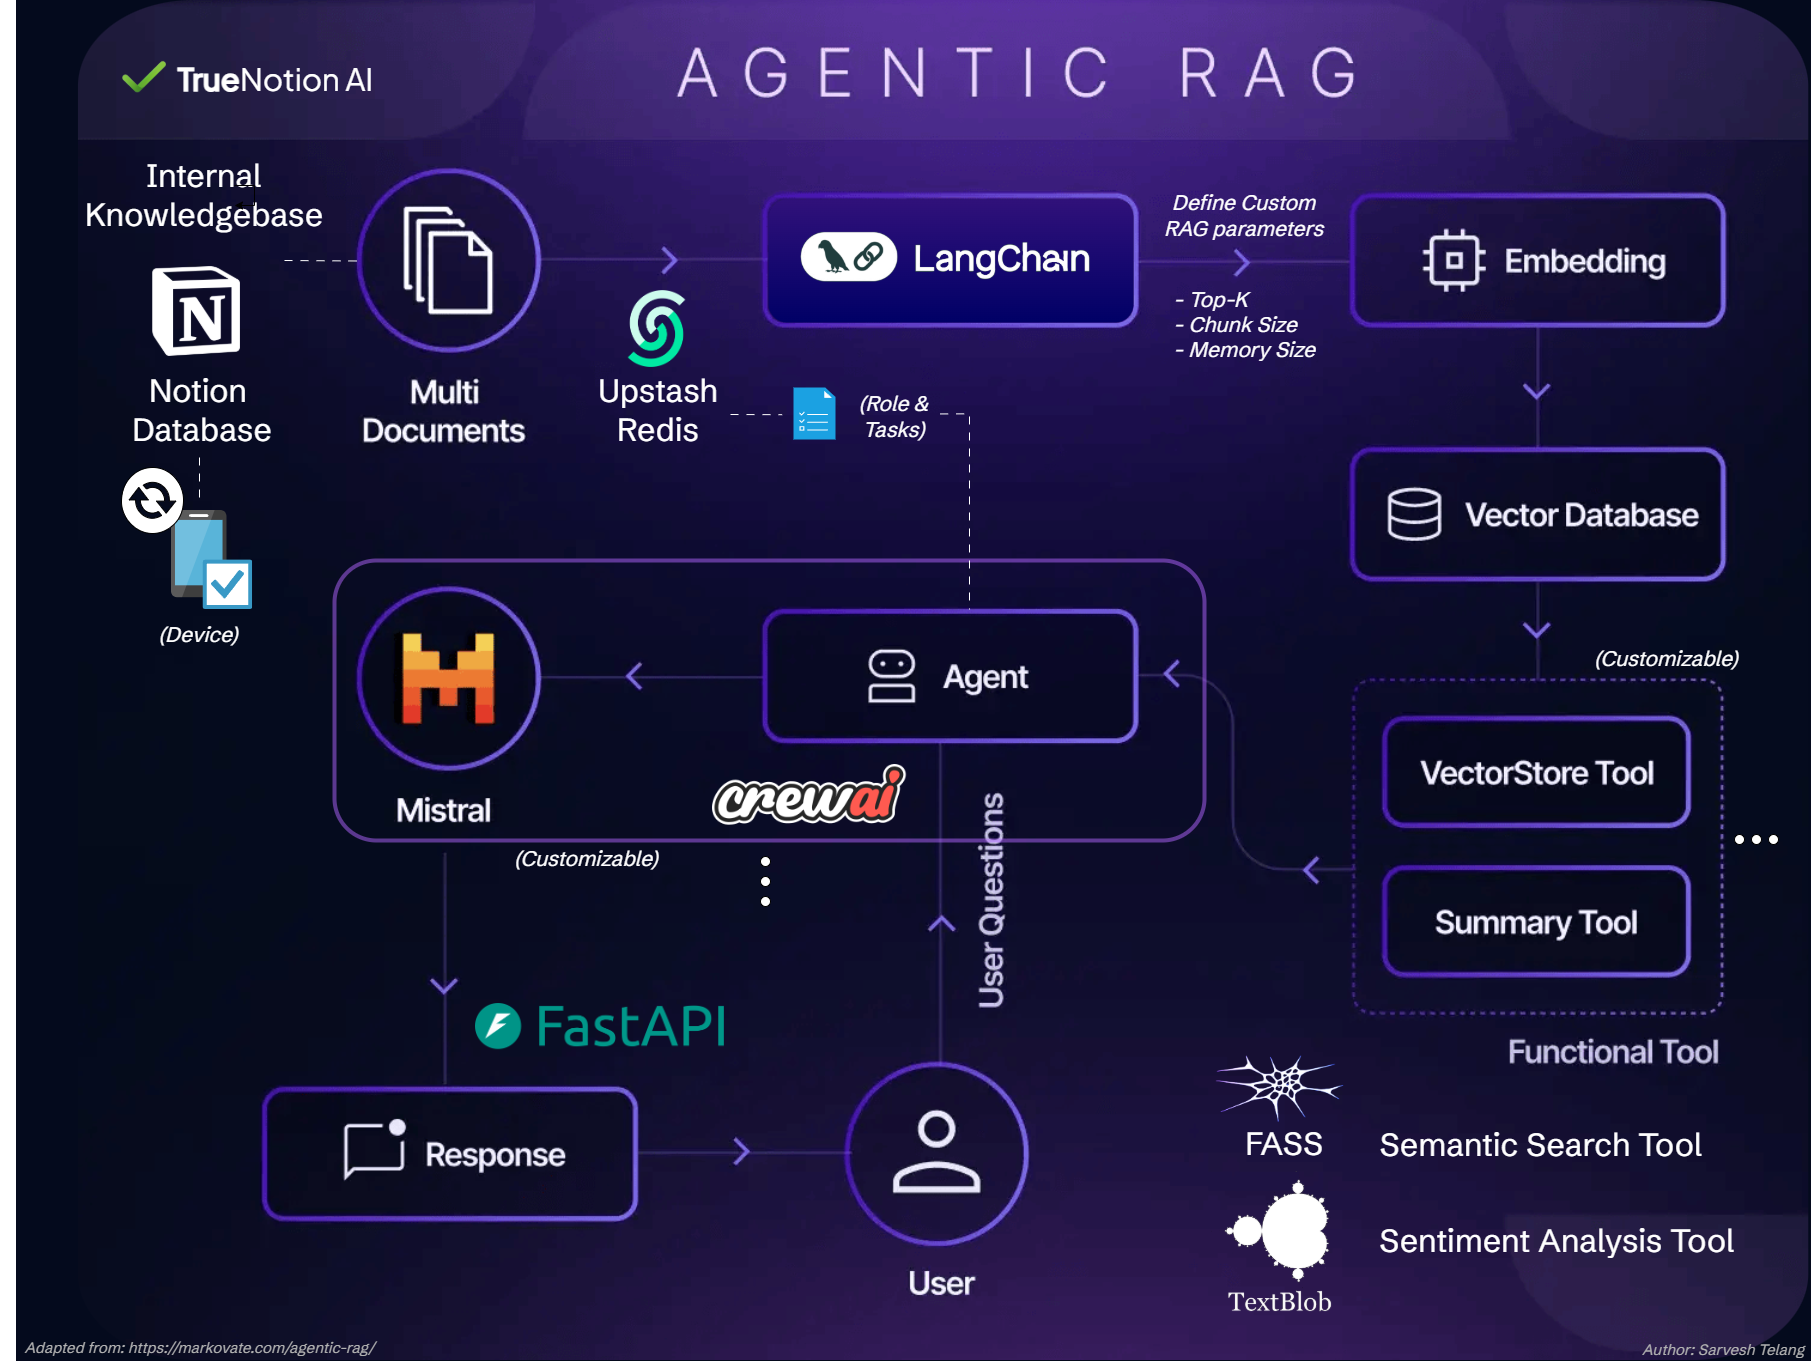 TrueNotion AI
AGENTIC RAG
Internal
Knowledgebase
N
Notion
Database
(Device)
Multi
Documents
Upstash
Redis
(Role &
Tasks)
LangChain
Define Custom
RAG parameters
- Top-K
- Chunk Size
- Memory Size
Embedding
Vector Database
(Customizable)
VectorStore Tool
Summary Tool
Functional Tool
Agent
Mistral
crewai
(Customizable)
User Questions
FastAPI
Response
User
FASS
Semantic Search Tool
Sentiment Analysis Tool
TextBlob
Adapted from: https://markovate.com/agentic-rag/
Author: Sarvesh Telang